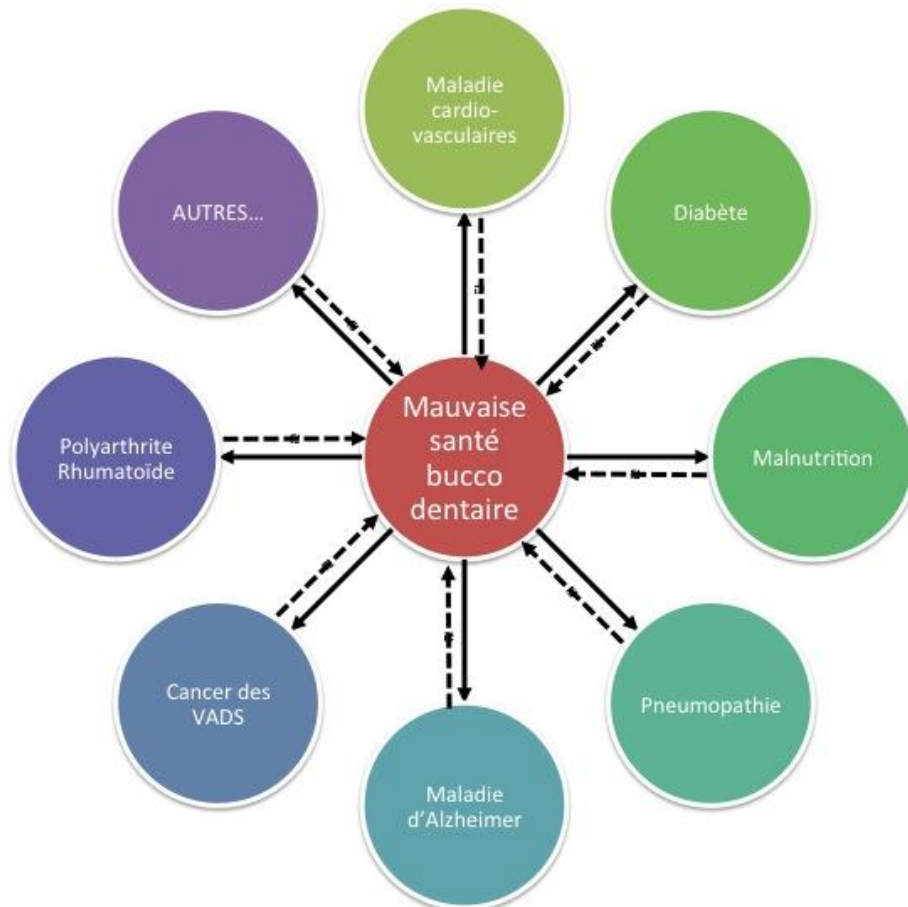 Maladie
cardio-
vasculaires
AUTRES...
Diabète
Mauvaise
santé
bucco
dentaire
Polyarthrite
Rhumatoïde
Malnutrition
Cancer des
VADS
Pneumopathie
Maladie
d'Alzheimer